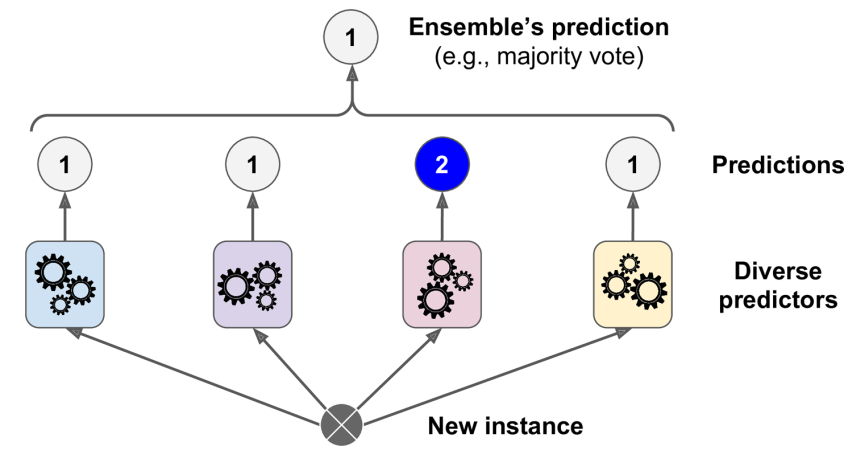 1
Ensemble’s prediction
(e.g., majority vote)
1
1
2
1
Predictions
Diverse
predictors
New instance